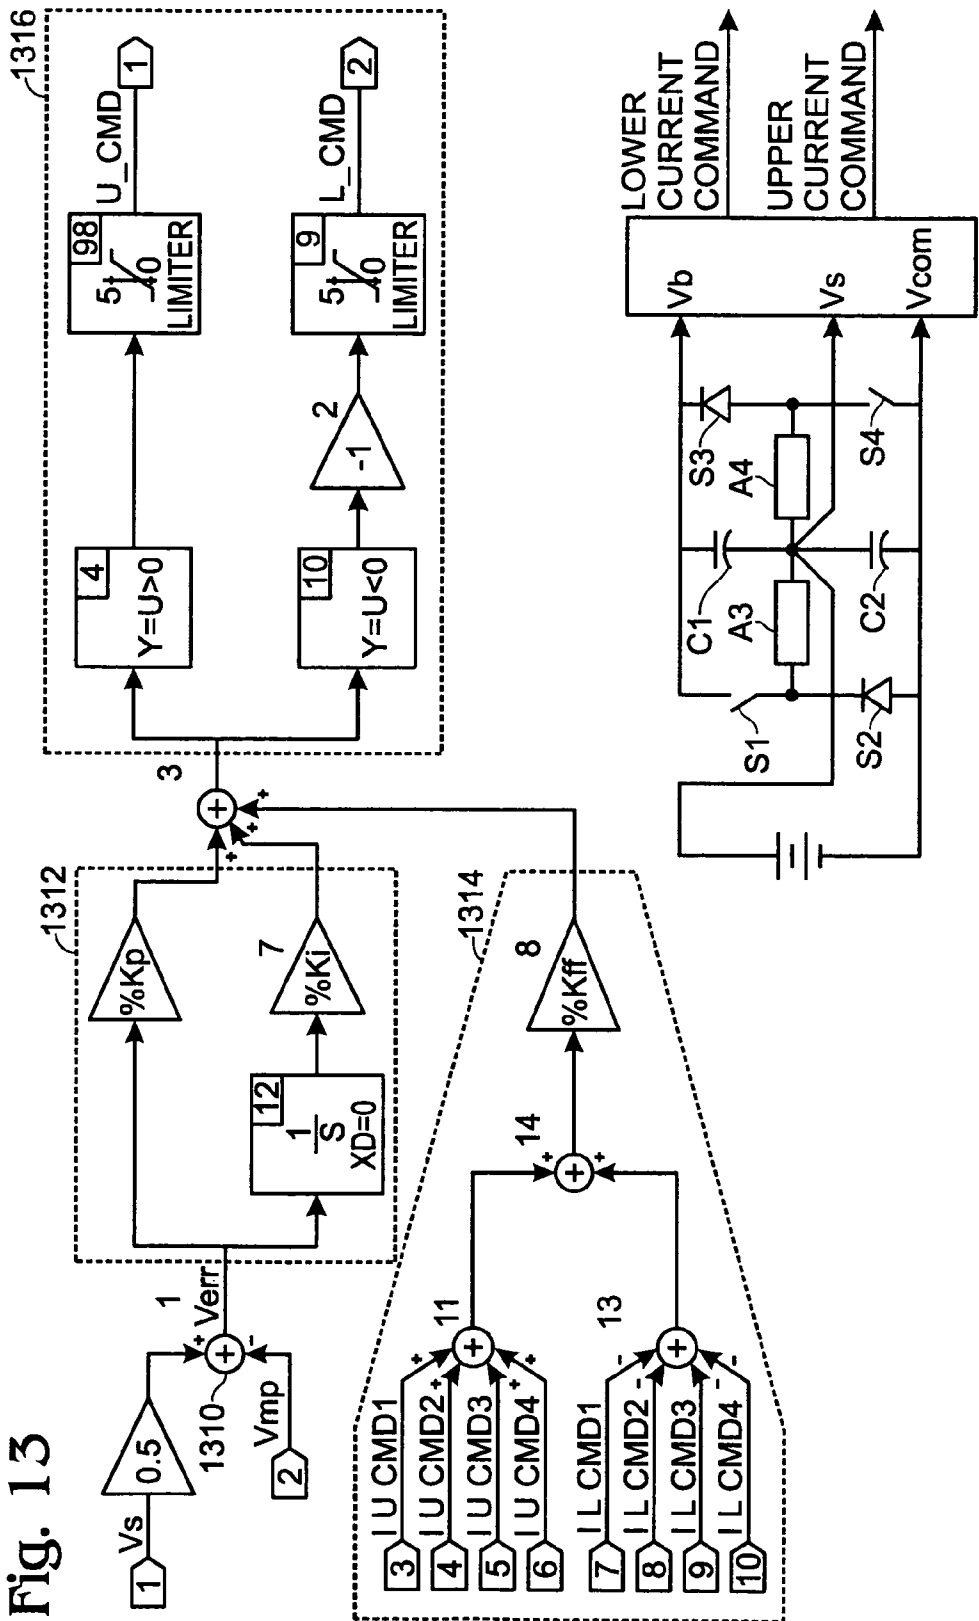 Fig. 13
1
Vs
0.5
1310
2
Vmp
+
-
+
1
Verr
1312
%Kp
12
1
S
XD=0
7
%Ki
+
+
+
+
3
1316
4
Y=U>0
98
5
40
LIMITER
U_CMD
1
10
Y=U<0
2
-1
9
5
40
LIMITER
L_CMD
2
1314
3
I U CMD1
4
I U CMD2
5
I U CMD3
6
I U CMD4
+
+
+
+
+
11
7
I L CMD1
8
I L CMD2
9
I L CMD3
10
I L CMD4
-
-
-
-
+
13
+
+
+
14
8
%Kff
S1
S2
C1
A3
C2
S3
A4
S4
Vb
Vs
Vcom
LOWER
CURRENT
COMMAND
UPPER
CURRENT
COMMAND